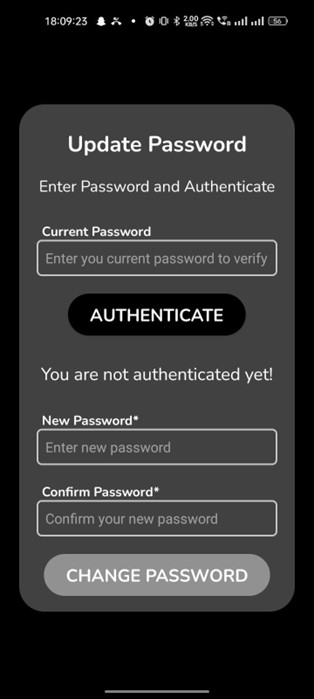 18:09:23 2.00 KB/S 56
Update Password
Enter Password and Authenticate
Current Password
Enter you current password to verify
AUTHENTICATE
You are not authenticated yet!
New Password*
Enter new password
Confirm Password*
Confirm your new password
CHANGE PASSWORD